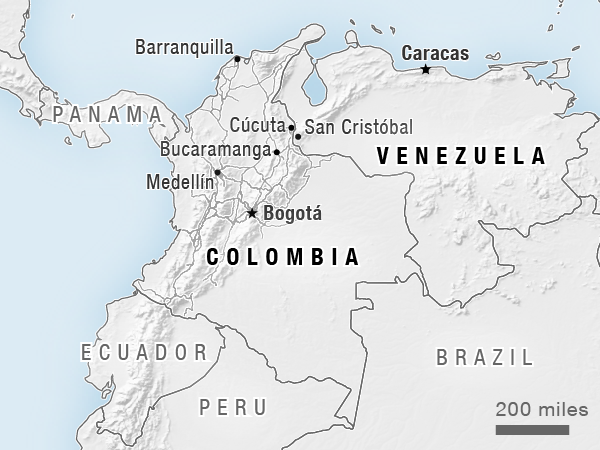 Barranquilla
Caracas
PANAMA
Cúcuta
San Cristóbal
Bucaramanga
VENEZUELA
Medellín
Bogotá
COLOMBIA
ECUADOR
BRAZIL
PERU
200 miles